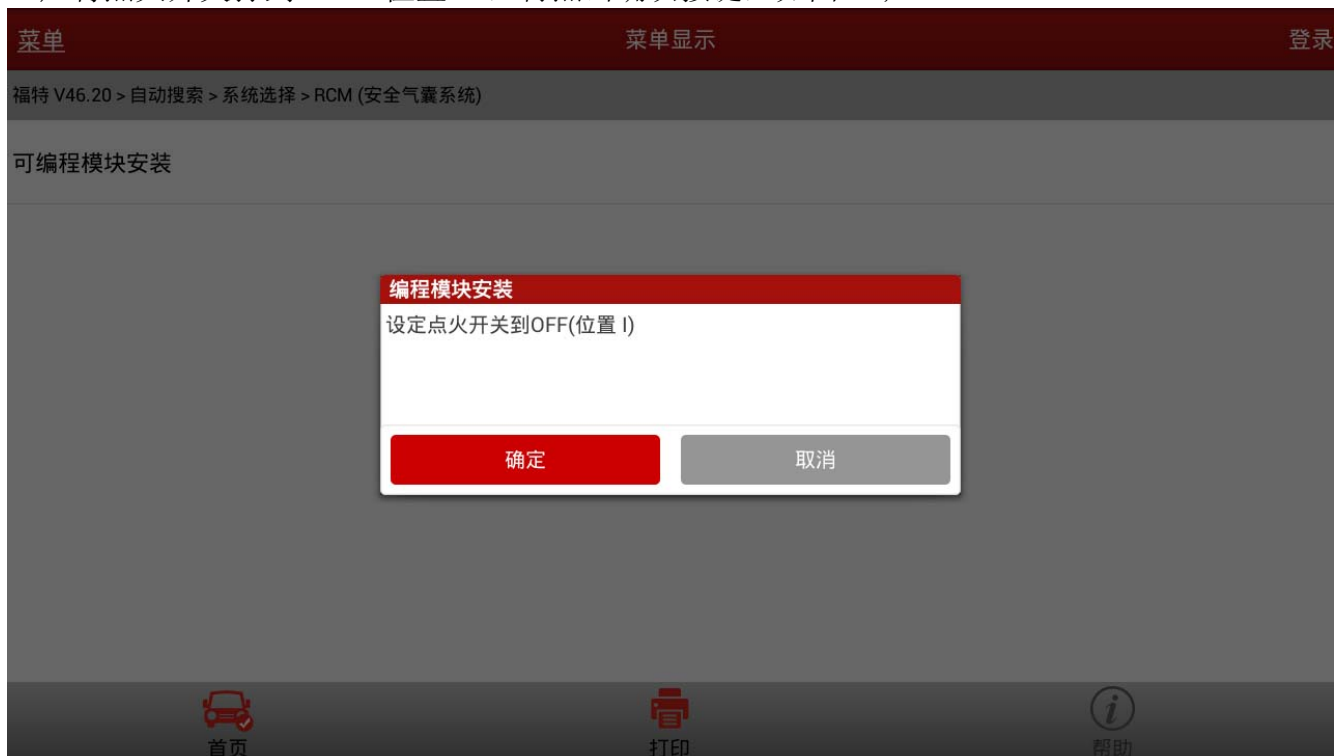 菜单
菜单显示
登录
福特 V46.20 > 自动搜索 > 系统选择 > RCM (安全气囊系统)
可编程模块安装
编程模块安装
设定点火开关到OFF(位置 I)
确定
取消
首页
打印
帮助